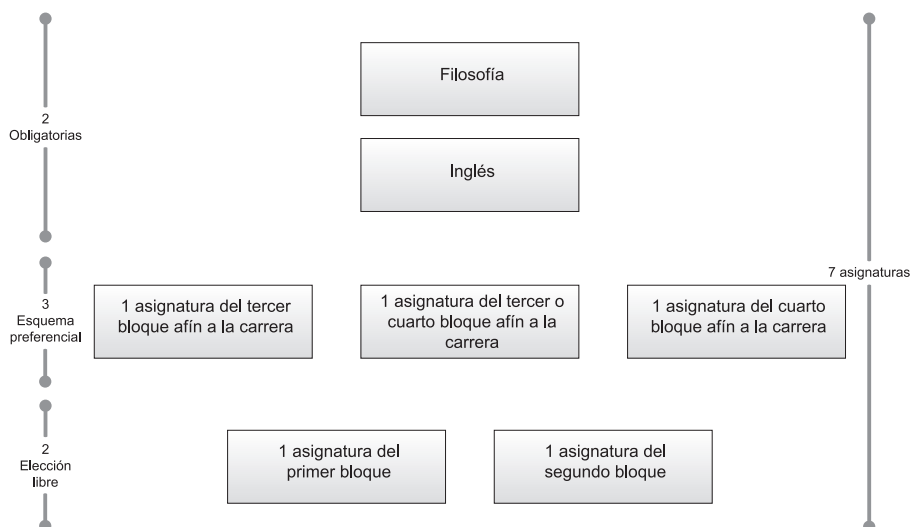 Filosofía
2
Obligatorias
Inglés
7 asignaturas
3
Esquema
preferencial
1 asignatura del tercer
bloque afín a la carrera
1 asignatura del tercer o
cuarto bloque afín a la
carrera
1 asignatura del cuarto
bloque afín a la carrera
2
Elección
libre
1 asignatura del
primer bloque
1 asignatura del
segundo bloque